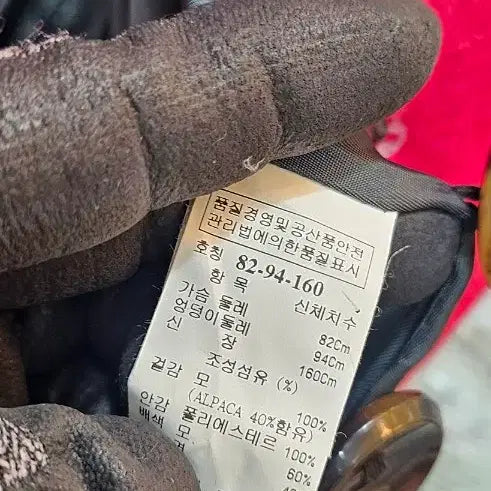 품질경영및공산품안전
관리법에의한품질표시
호칭 82-94-160
항 목 신체치수
가슴 둘레 82Cm
엉덩이둘레 94Cm
신 장 160Cm
조성섬유 (%)
겉감 모 100%
(ALPACA 40%함유)
안감 폴리에스테르 100%
배색 모 60%